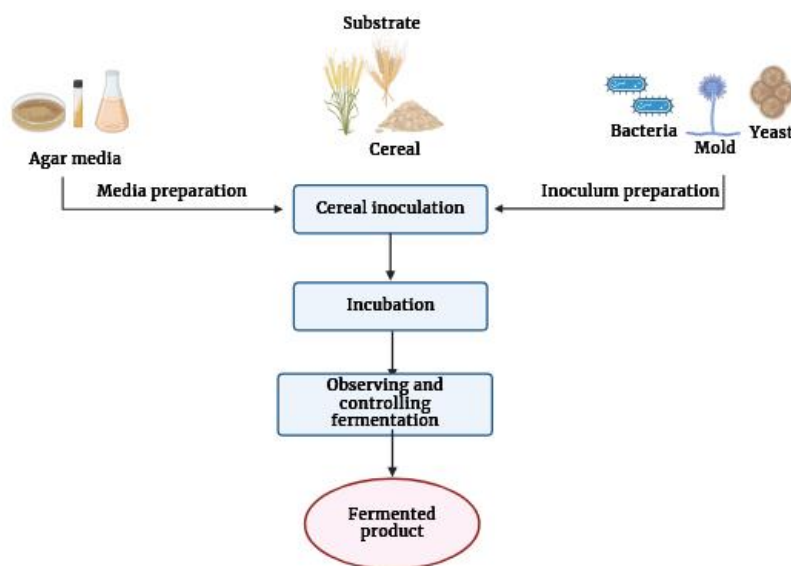 Substrate
Cereal
Agar media
Bacteria
Mold
Yeast
Media preparation
Inoculum preparation
Cereal inoculation
Incubation
Observing and
controlling
fermentation
Fermented
product